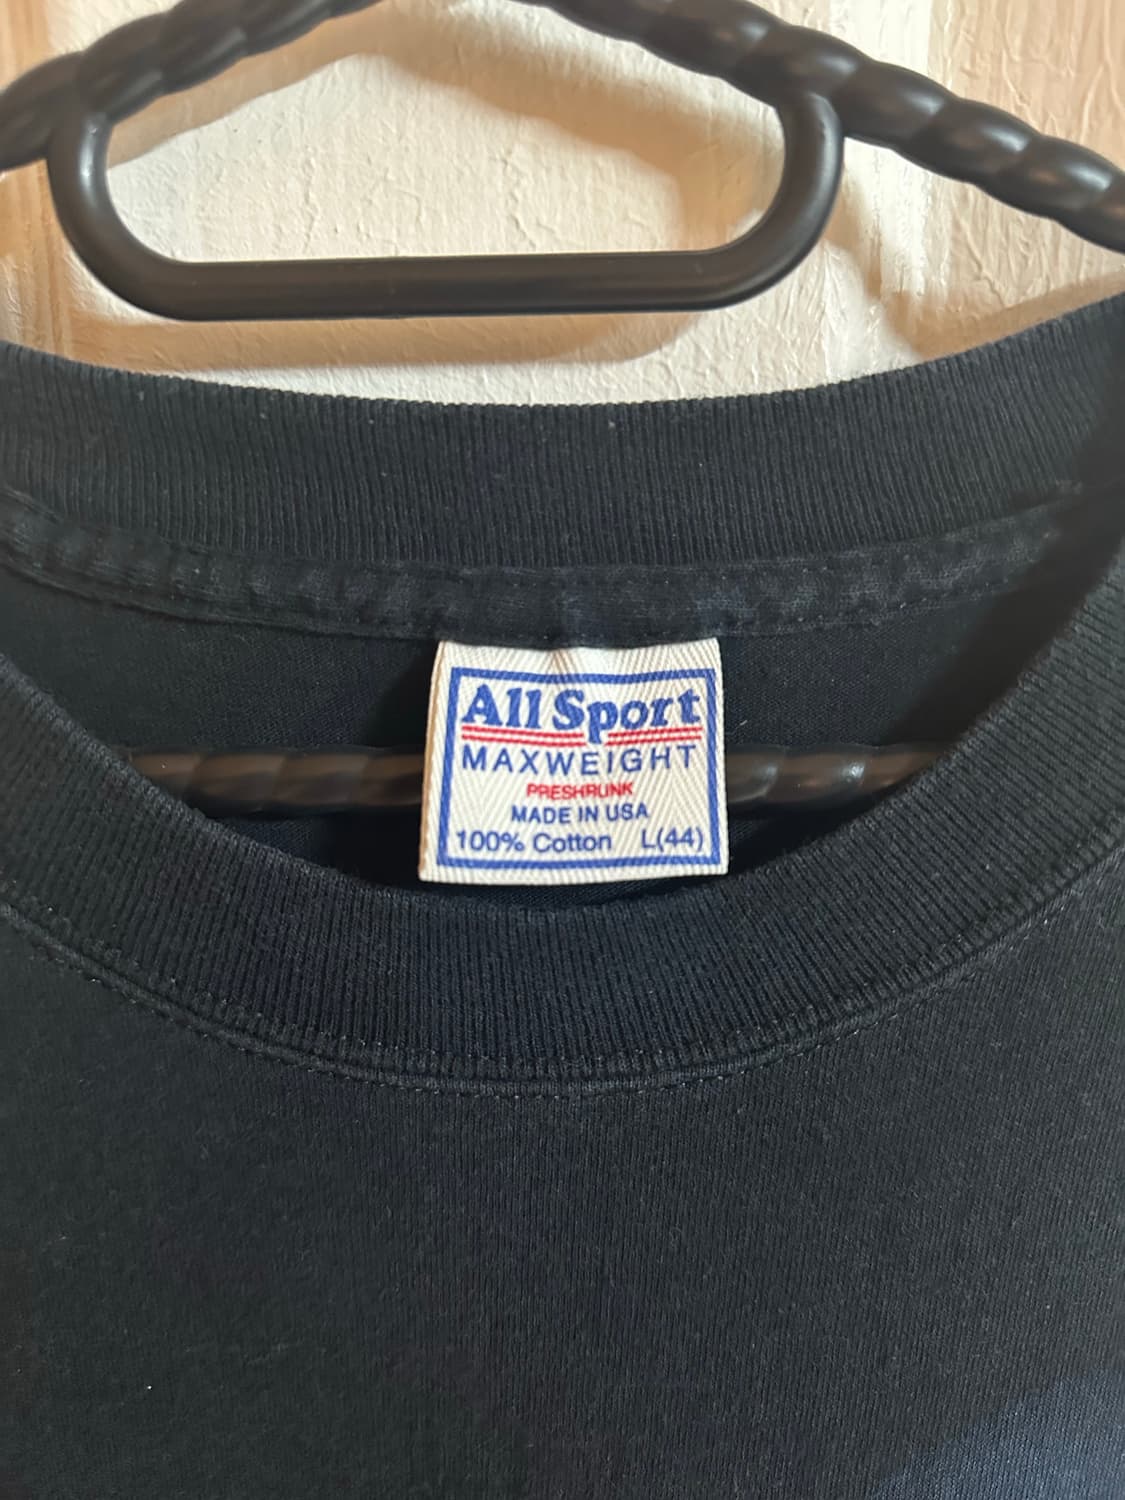 All Sport
MAXWEIGHT
PRESHRUNK
MADE IN USA
100% Cotton L(44)